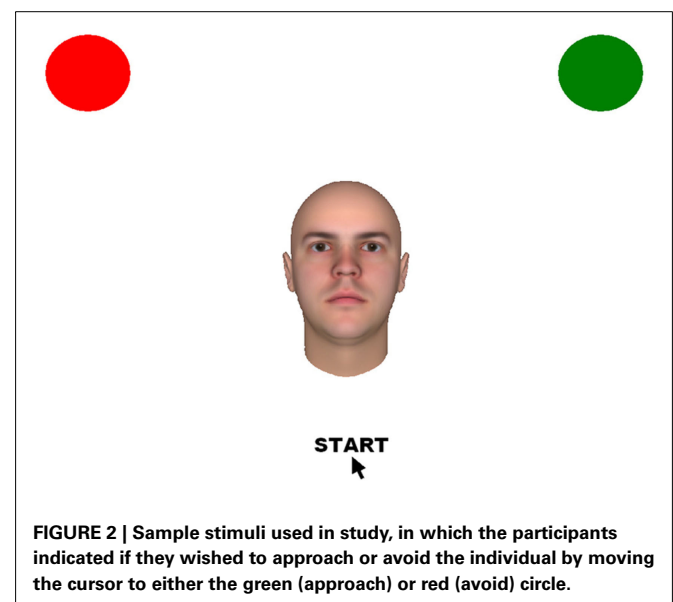 START
FIGURE 2 | Sample stimuli used in study, in which the participants
indicated if they wished to approach or avoid the individual by moving
the cursor to either the green (approach) or red (avoid) circle.